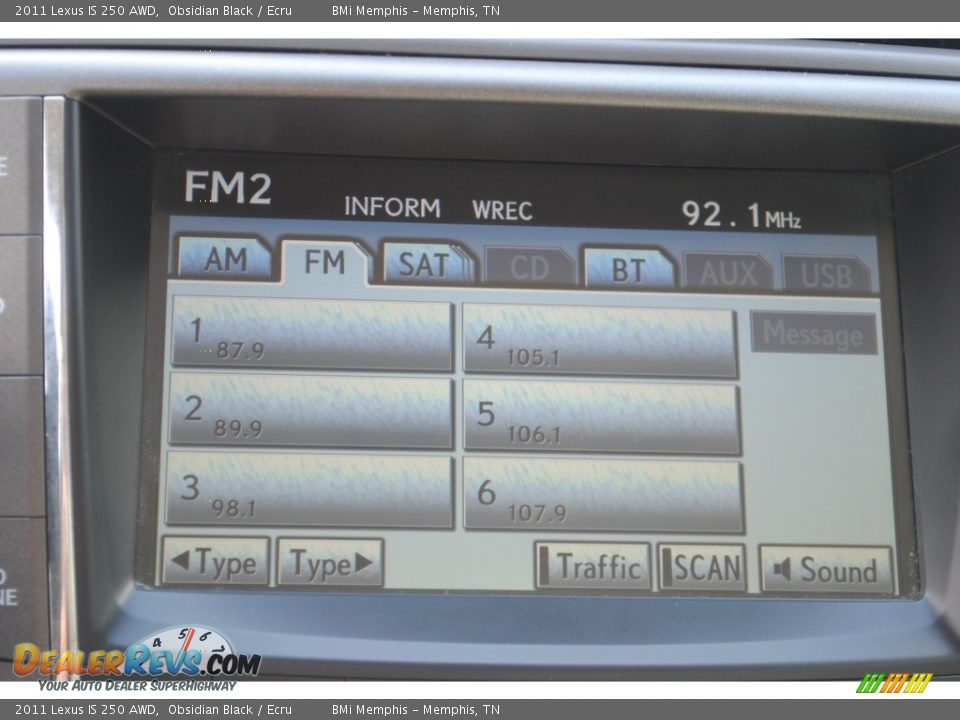 2011 Lexus IS 250 AWD, Obsidian Black / Ecru BMi Memphis - Memphis, TN
FM2 INFORM WREC 92.1MHz
AM FM SAT CD BT AUX USB
1 87.9 4 105.1 Message
2 89.9 5 106.1
3 98.1 6 107.9
◀Type Type▶ Traffic SCAN Sound
4 5 6
DealerRevs.com
Your Auto Dealer SuperHighway
2011 Lexus IS 250 AWD, Obsidian Black / Ecru BMi Memphis - Memphis, TN